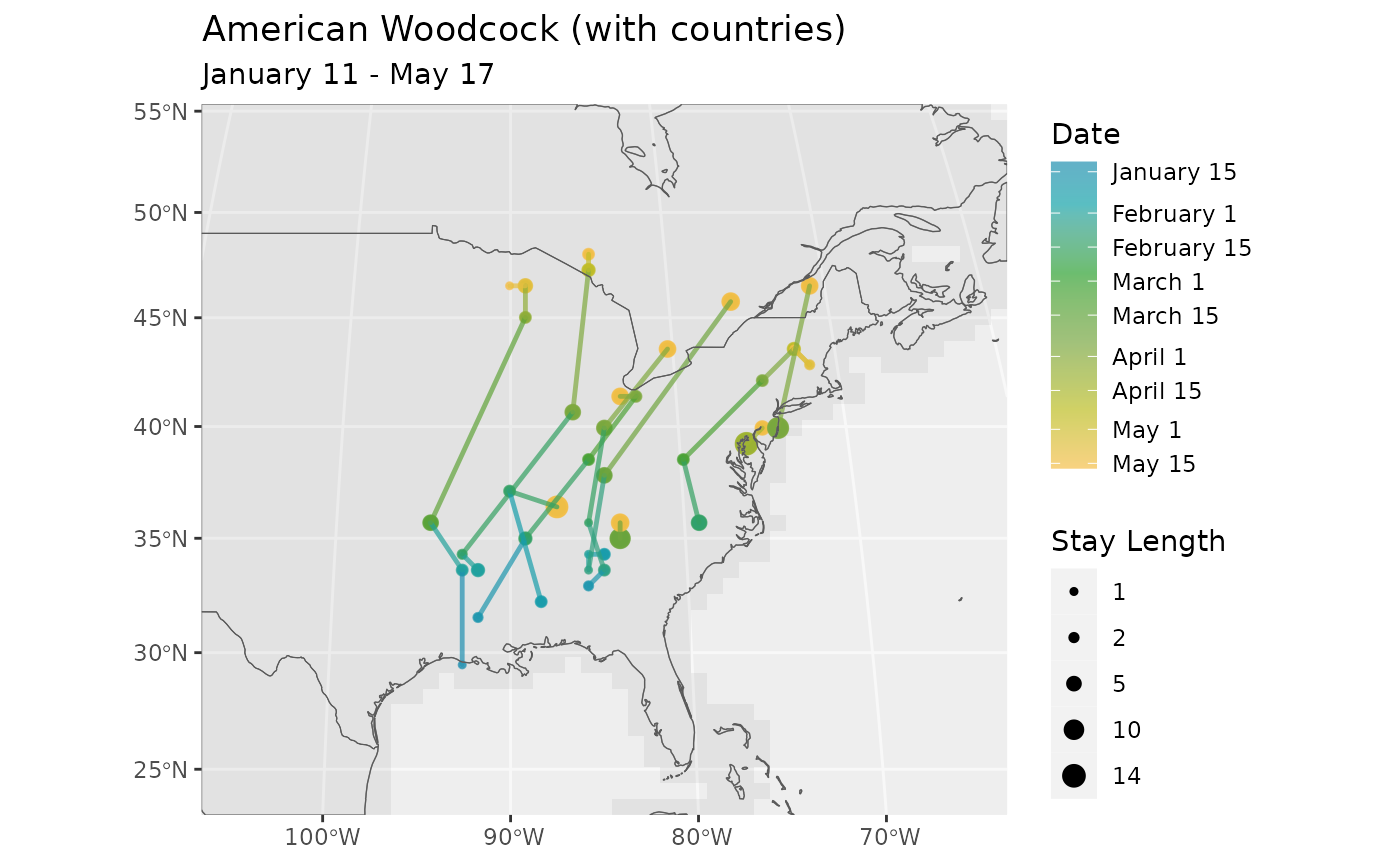 American Woodcock (with countries)
January 11 - May 17
55°N
50°N
45°N
40°N
35°N
30°N
25°N
100°W
90°W
80°W
70°W
Date
January 15
February 1
February 15
March 1
March 15
April 1
April 15
May 1
May 15
Stay Length
1
2
5
10
14